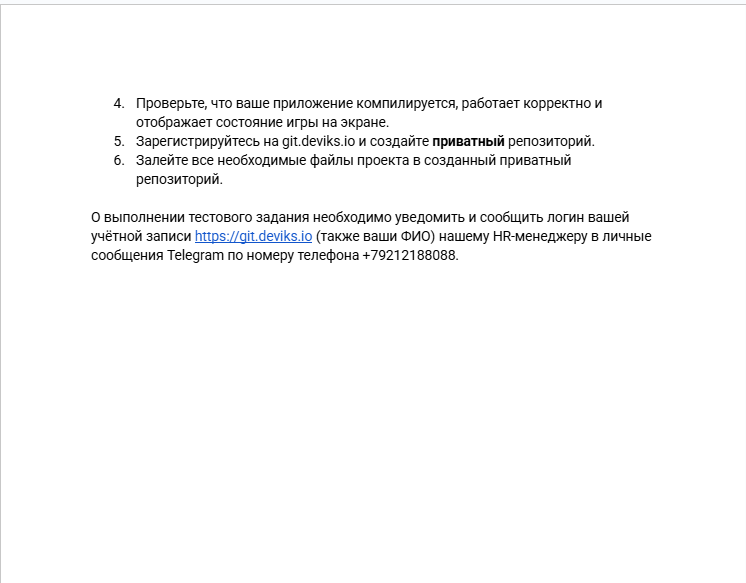 4. Проверьте, что ваше приложение компилируется, работает корректно и
отображает состояние игры на экране.
5. Зарегистрируйтесь на git.deviks.io и создайте приватный репозиторий.
6. Залейте все необходимые файлы проекта в созданный приватный
репозиторий.
О выполнении тестового задания необходимо уведомить и сообщить логин вашей
учётной записи https://git.deviks.io (также ваши ФИО) нашему HR-менеджеру в личные
сообщения Telegram по номеру телефона +79212188088.